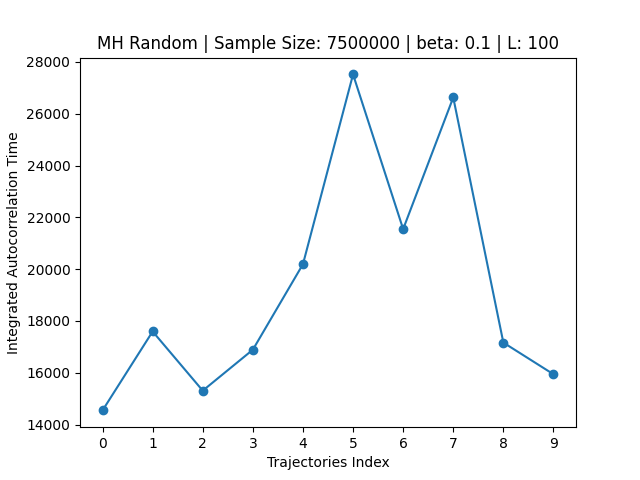 MH Random | Sample Size: 7500000 | beta: 0.1 | L: 100
28000
26000
24000
22000
20000
18000
16000
14000
Integrated Autocorrelation Time
0 1 2 3 4 5 6 7 8 9
Trajectories Index